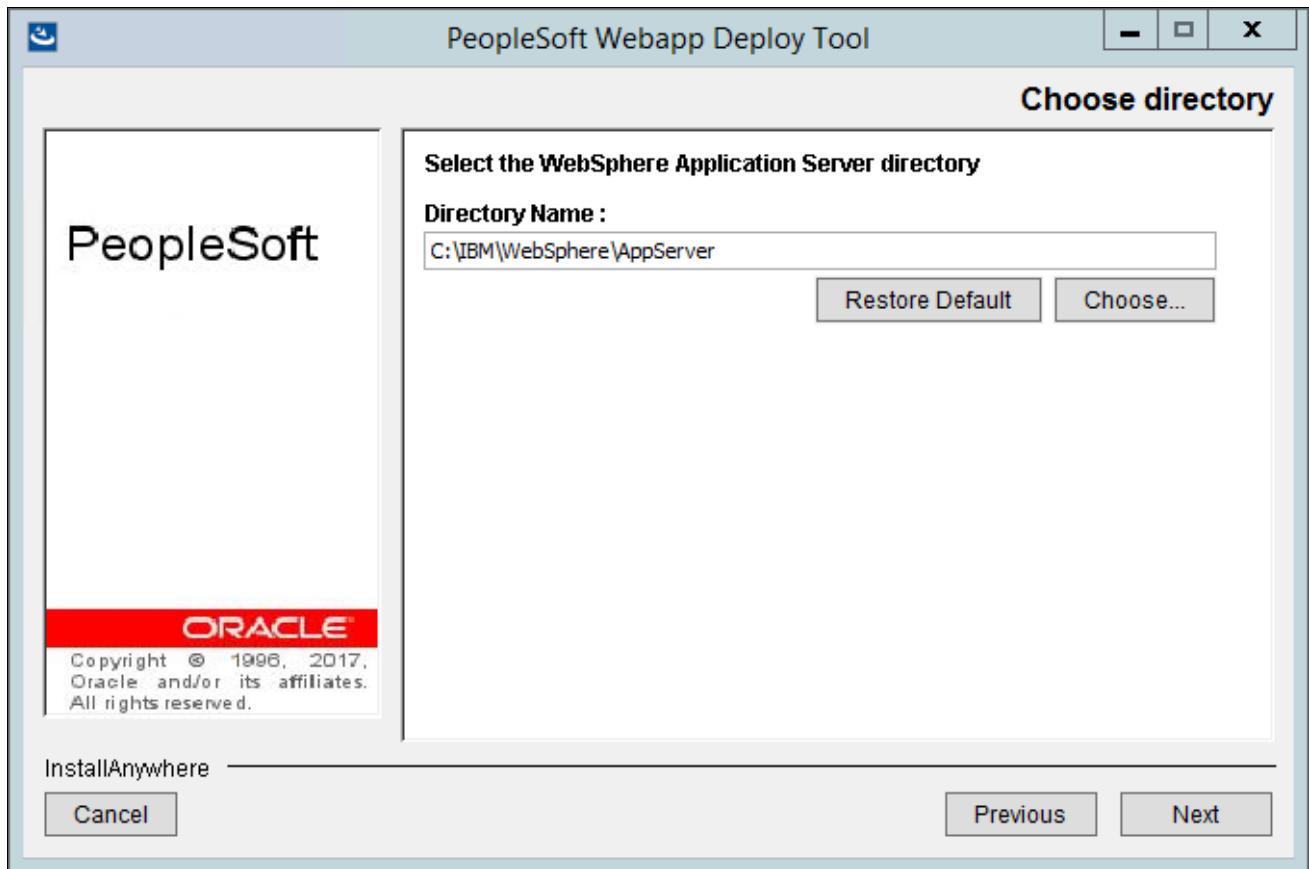 PeopleSoft Webapp Deploy Tool
Choose directory
PeopleSoft
ORACLE
Copyright © 1996, 2017,
Oracle and/or its affiliates.
All rights reserved.
Select the WebSphere Application Server directory
Directory Name :
C:\IBM\WebSphere\AppServer
Restore Default Choose...
InstallAnywhere
Cancel Previous Next